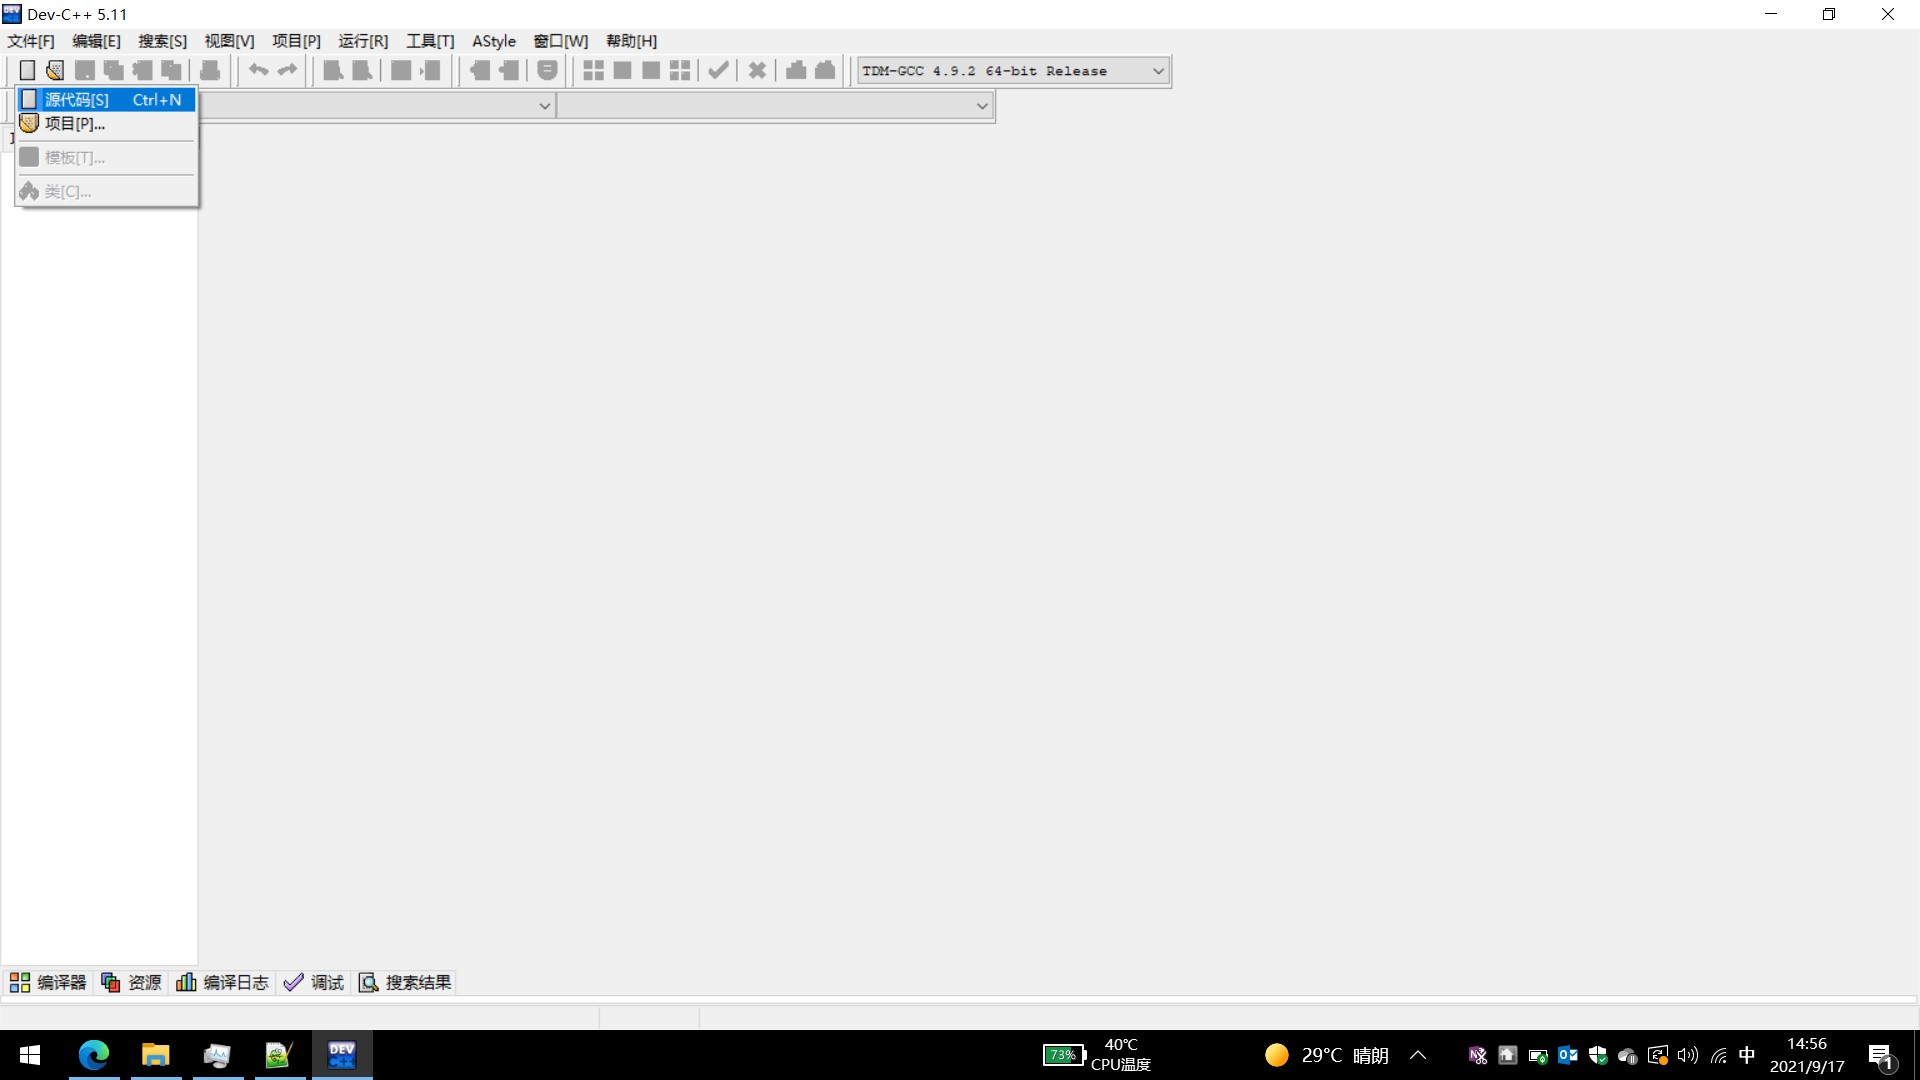 Dev-C++ 5.11
文件[F] 编辑[E] 搜索[S] 视图[V] 项目[P] 运行[R] 工具[T] AStyle 窗口[W] 帮助[H]
TDM-GCC 4.9.2 64-bit Release
源代码[S] Ctrl+N
项目[P]...
模板[T]...
类[C]...
编译器 资源 编译日志 调试 搜索结果
DEV
C++
73%
40℃
CPU温度
29°C 晴朗
中
14:56
2021/9/17
1